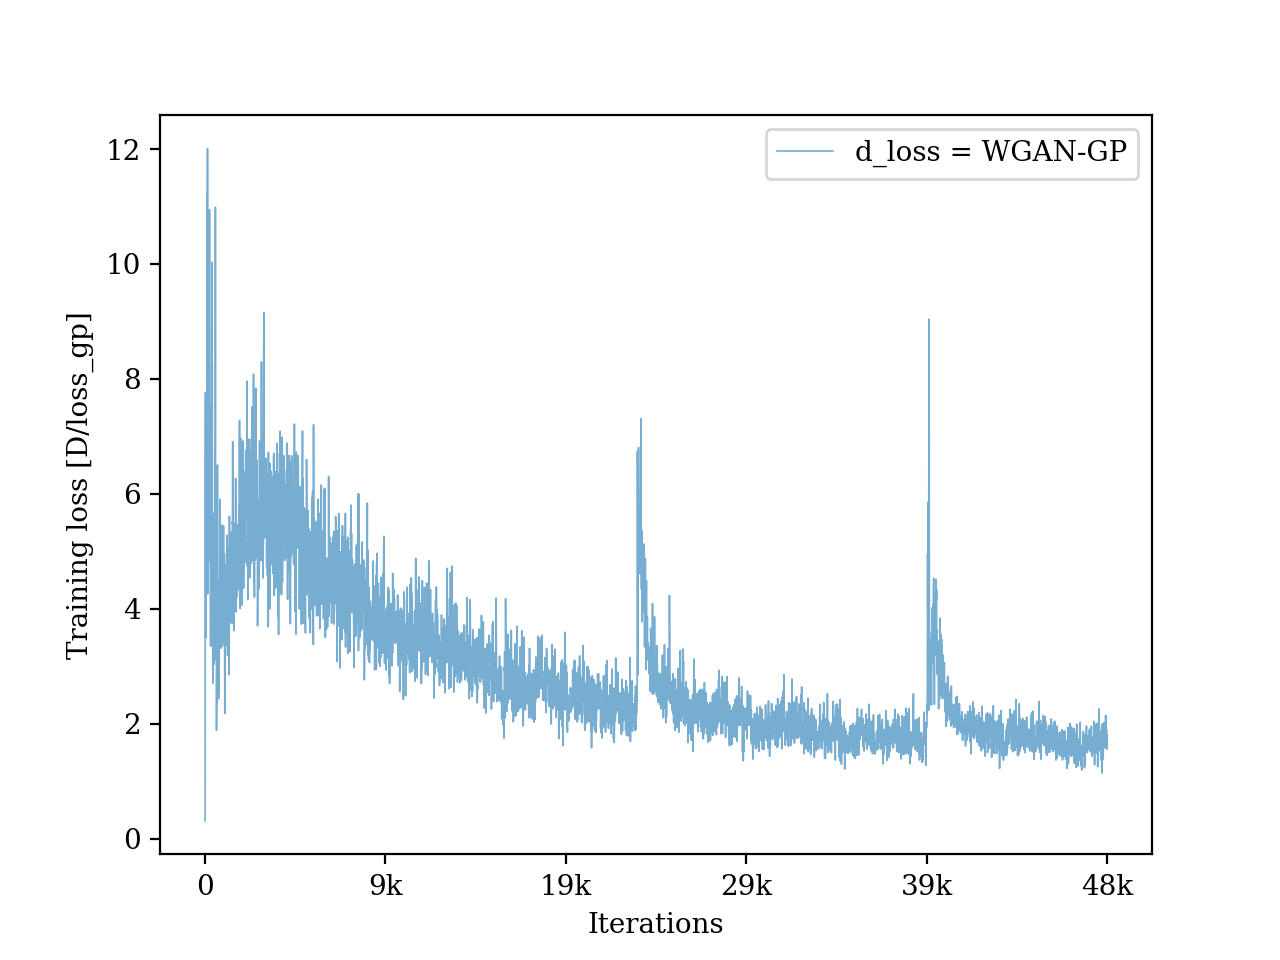 d_loss = WGAN-GP
12
10
8
6
4
2
0
Training loss [D/loss_gp]
0 9k 19k 29k 39k 48k
Iterations